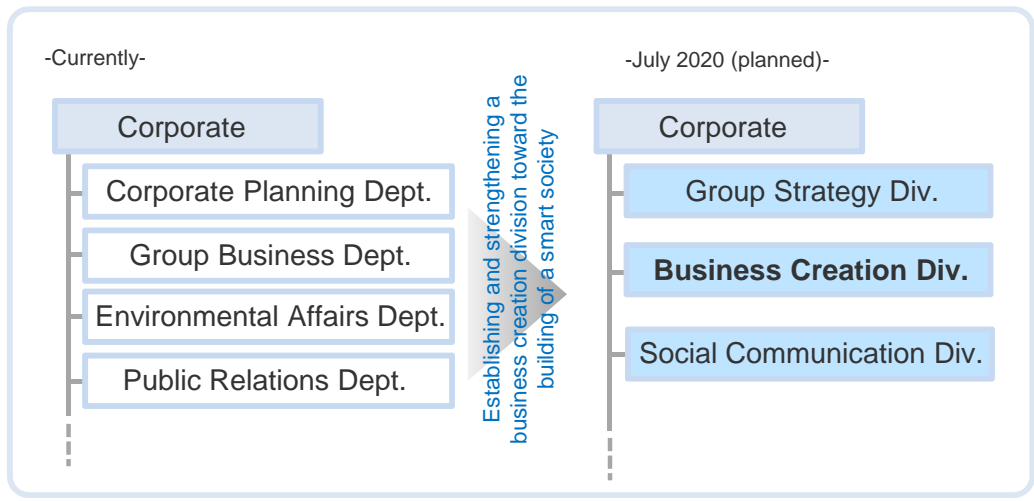 -Currently-
Corporate
Corporate Planning Dept.
Group Business Dept.
Environmental Affairs Dept.
Public Relations Dept.
Establishing and strengthening a
business creation division toward the
building of a smart society
-July 2020 (planned)-
Corporate
Group Strategy Div.
Business Creation Div.
Social Communication Div.